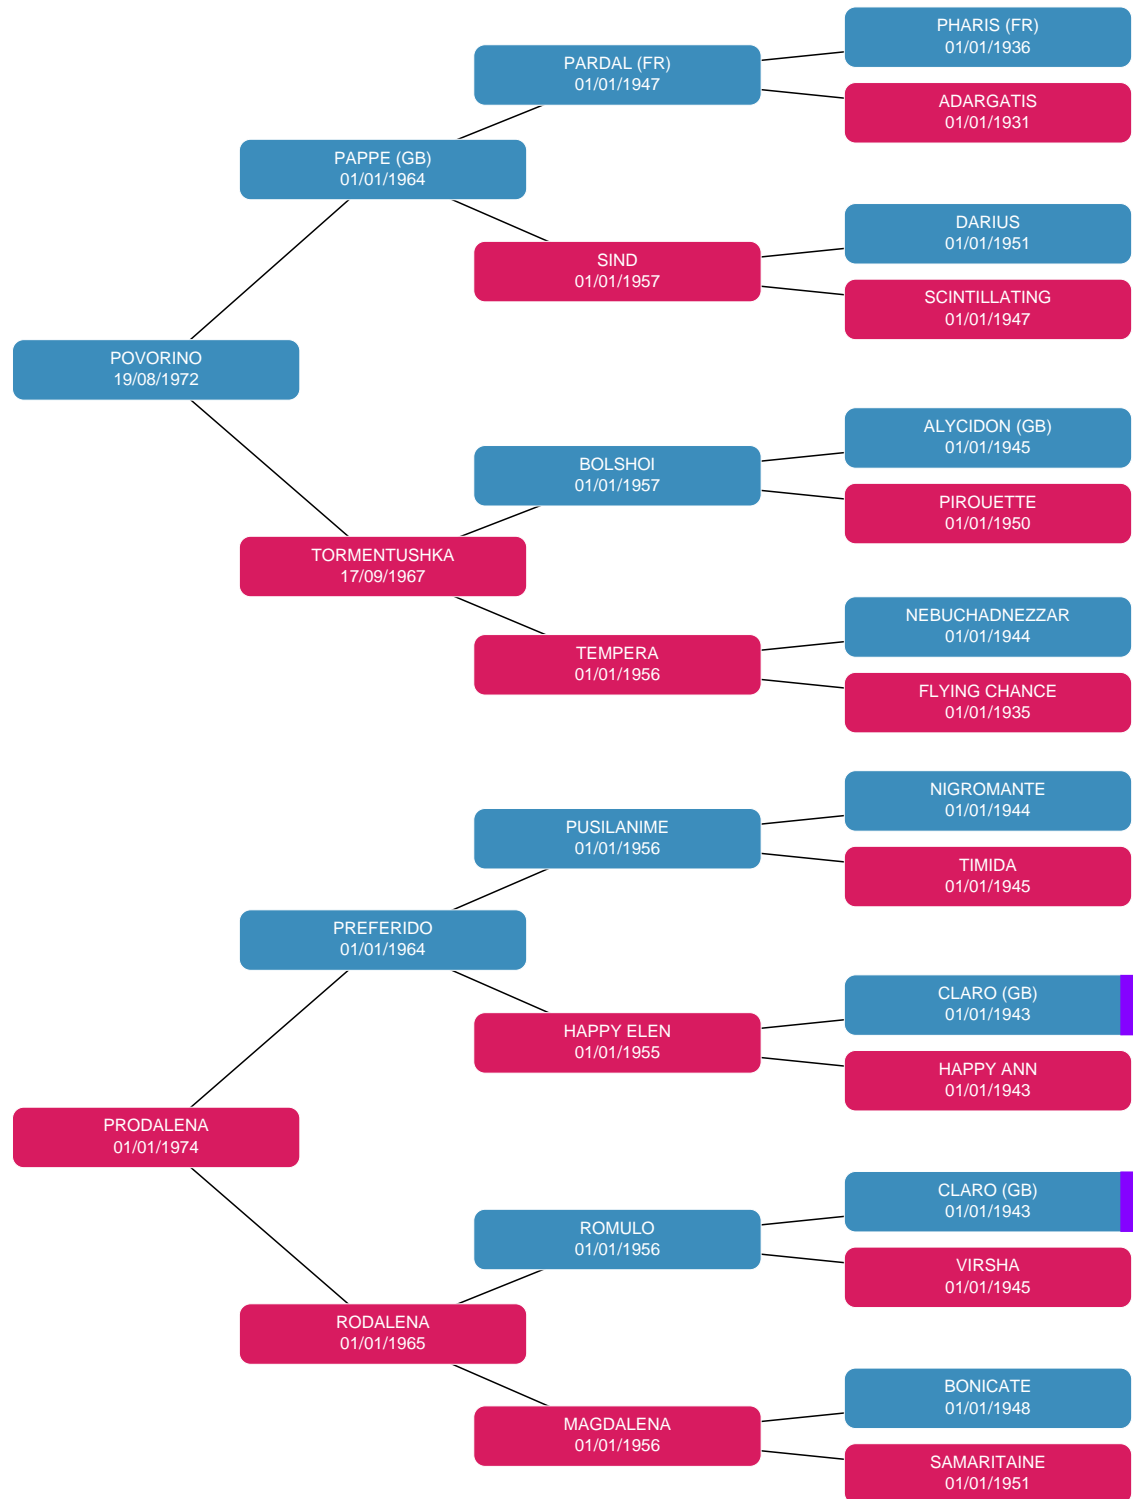 PHARIS (FR)
01/01/1936
PARDAL (FR)
01/01/1947
ADARGATIS
01/01/1931
PAPPE (GB)
01/01/1964
DARIUS
01/01/1951
SIND
01/01/1957
SCINTILLATING
01/01/1947
POVORINO
19/08/1972
ALYCIDON (GB)
01/01/1945
BOLSHOI
01/01/1957
PIROUETTE
01/01/1950
TORMENTUSHKA
17/09/1967
NEBUCHADNEZZAR
01/01/1944
TEMPERA
01/01/1956
FLYING CHANCE
01/01/1935
NIGROMANTE
01/01/1944
PUSILANIME
01/01/1956
TIMIDA
01/01/1945
PREFERIDO
01/01/1964
CLARO (GB)
01/01/1943
HAPPY ELEN
01/01/1955
HAPPY ANN
01/01/1943
PRODALENA
01/01/1974
CLARO (GB)
01/01/1943
ROMULO
01/01/1956
VIRSHA
01/01/1945
RODALENA
01/01/1965
BONICATE
01/01/1948
MAGDALENA
01/01/1956
SAMARITAINE
01/01/1951